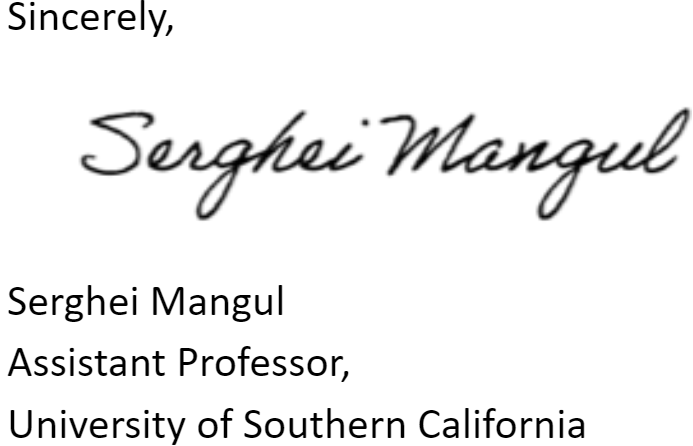 Sincerely,
Serghei Mangul
Serghei Mangul
Assistant Professor,
University of Southern California